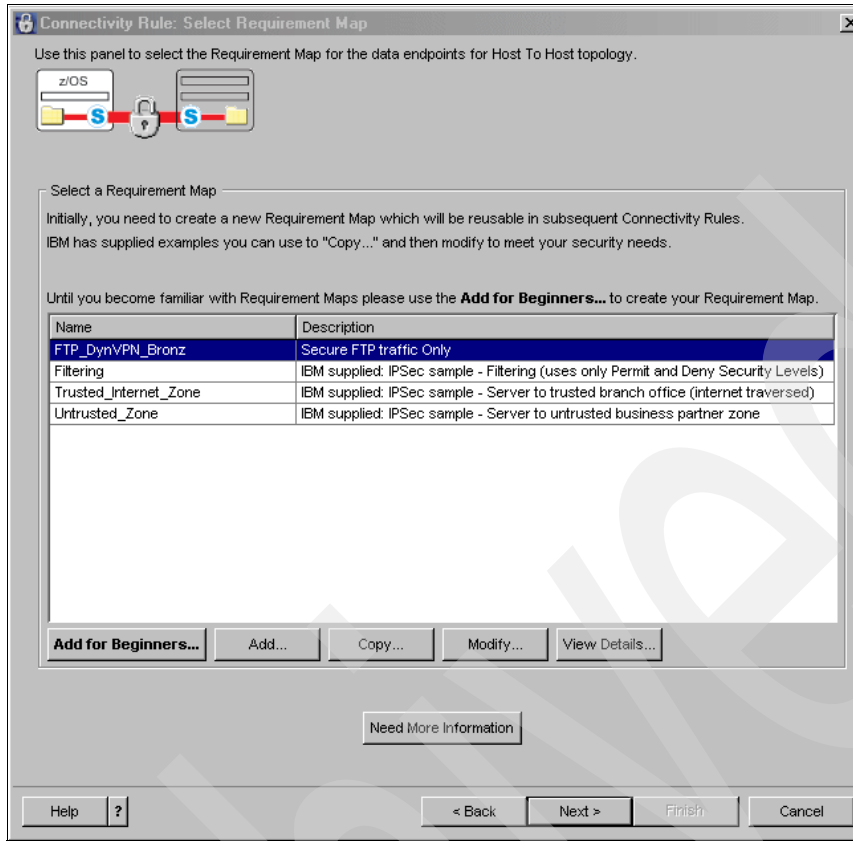 Connectivity Rule: Select Requirement Map
Use this panel to select the Requirement Map for the data endpoints for Host To Host topology.
z/OS
S S
Select a Requirement Map
Initially, you need to create a new Requirement Map which will be reusable in subsequent Connectivity Rules.
IBM has supplied examples you can use to "Copy..." and then modify to meet your security needs.
Until you become familiar with Requirement Maps please use the Add for Beginners... to create your Requirement Map.
Name Description
FTP_DynVPN_Bronz Secure FTP traffic Only
Filtering IBM supplied: IPSec sample - Filtering (uses only Permit and Deny Security Levels)
Trusted_Internet_Zone IBM supplied: IPSec sample - Server to trusted branch office (internet traversed)
Untrusted_Zone IBM supplied: IPSec sample - Server to untrusted business partner zone
Add for Beginners... Add... Copy... Modify... View Details...
Need More Information
Help ? < Back Next > Finish Cancel